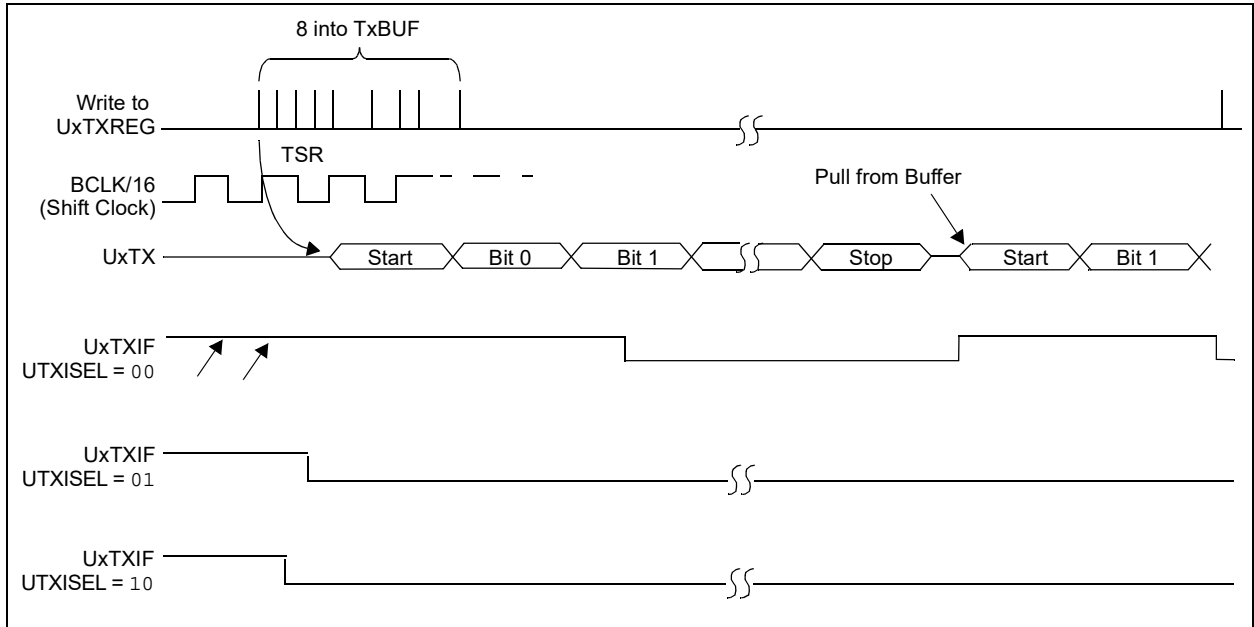 8 into TxBUF
Write to
UxTXREG
TSR
BCLK/16
(Shift Clock)
Pull from Buffer
UxTX
Start
Bit 0
Bit 1
Stop
Start
Bit 1
UxTXIF
UTXISEL = 00
UxTXIF
UTXISEL = 01
UxTXIF
UTXISEL = 10